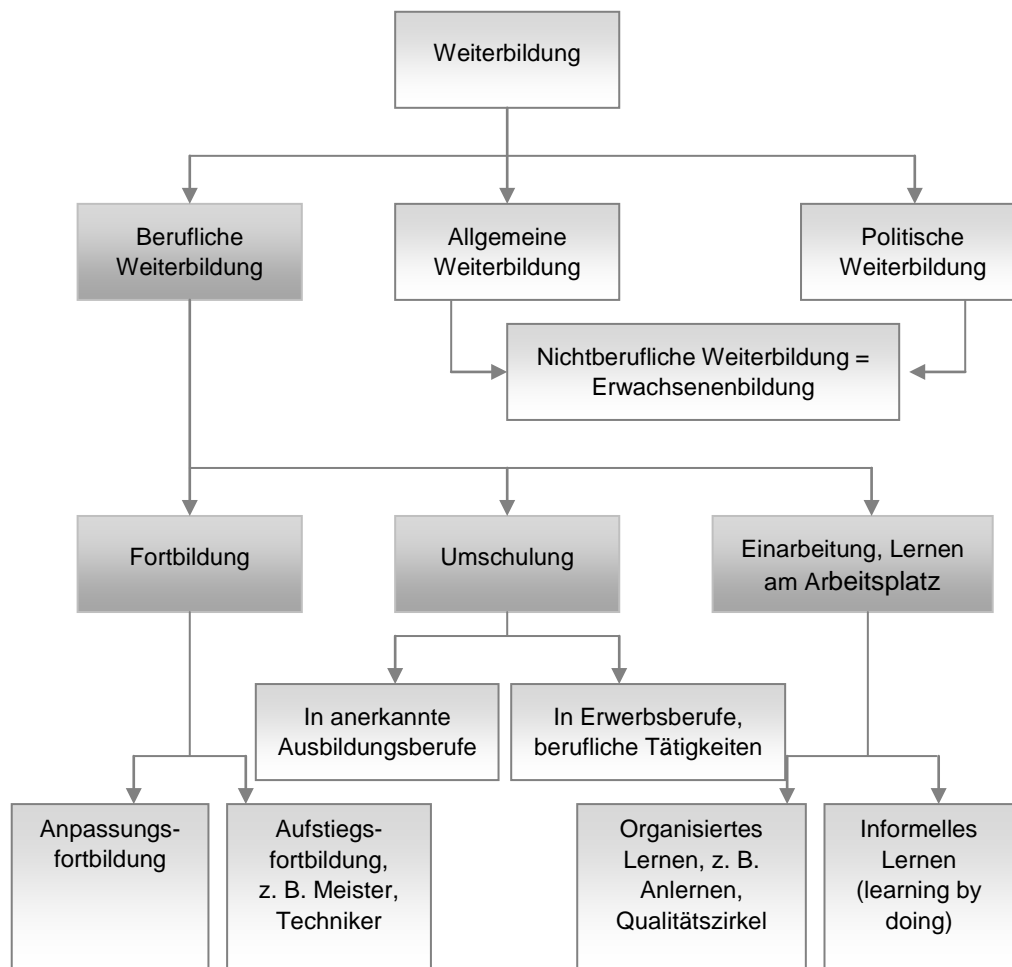 Weiterbildung
Berufliche
Weiterbildung
Allgemeine
Weiterbildung
Politische
Weiterbildung
Nichtberufliche Weiterbildung =
Erwachsenenbildung
Fortbildung
Umschulung
Einarbeitung, Lernen
am Arbeitsplatz
In anerkannte
Ausbildungsberufe
In Erwerbsberufe,
berufliche Tätigkeiten
Anpassungs-
fortbildung
Aufstiegs-
fortbildung,
z. B. Meister,
Techniker
Organisiertes
Lernen, z. B.
Anlernen,
Qualitätszirkel
Informelles
Lernen
(learning by
doing)